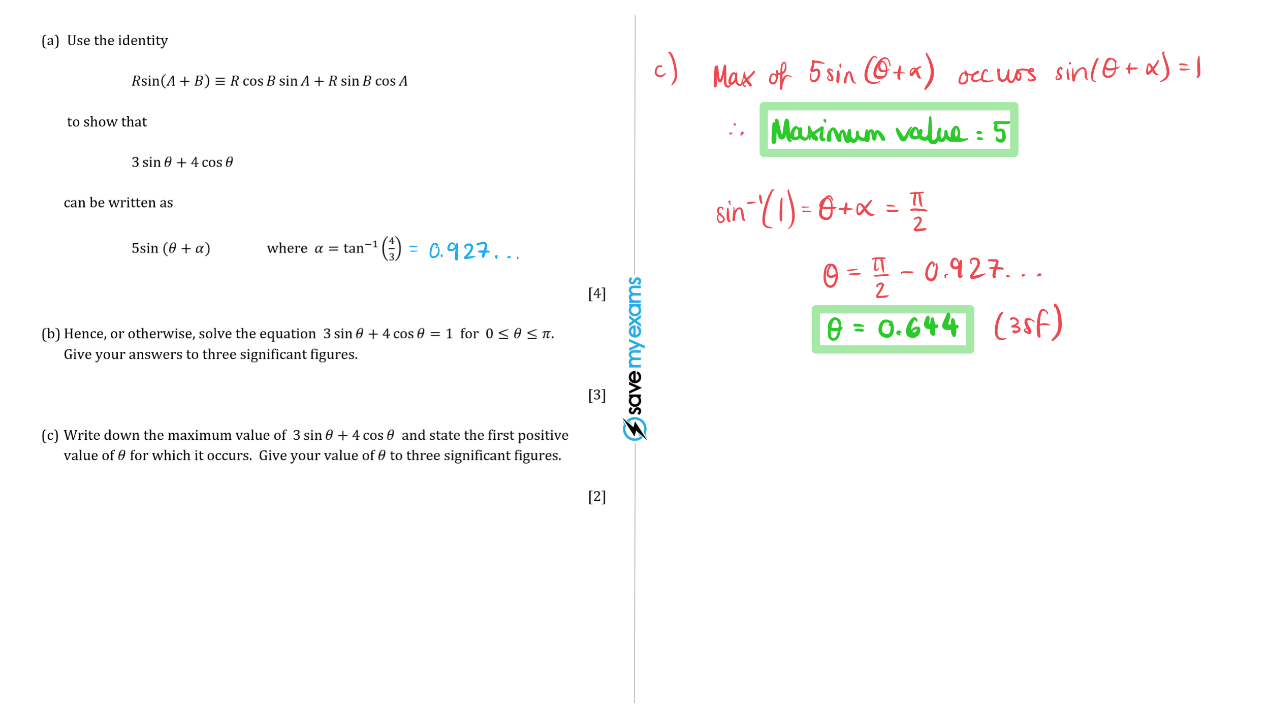 (a) Use the identity
Rsin(A + B) ≡ R cos B sin A + R sin B cos A
to show that
3 sin θ + 4 cos θ
can be written as
5sin (θ + α) where α = tan⁻¹ (4/3) = 0.927...
[4]
(b) Hence, or otherwise, solve the equation 3 sin θ + 4 cos θ = 1 for 0 ≤ θ ≤ π.
Give your answers to three significant figures.
[3]
(c) Write down the maximum value of 3 sin θ + 4 cos θ and state the first positive
value of θ for which it occurs. Give your value of θ to three significant figures.
[2]
savemyexams
c) Max of 5sin(θ+α) occurs sin(θ + α) = 1
∴ Maximum value = 5
sin⁻¹(1) = θ+α = π/2
θ = π/2 − 0.927...
θ = 0.644 (3sf)